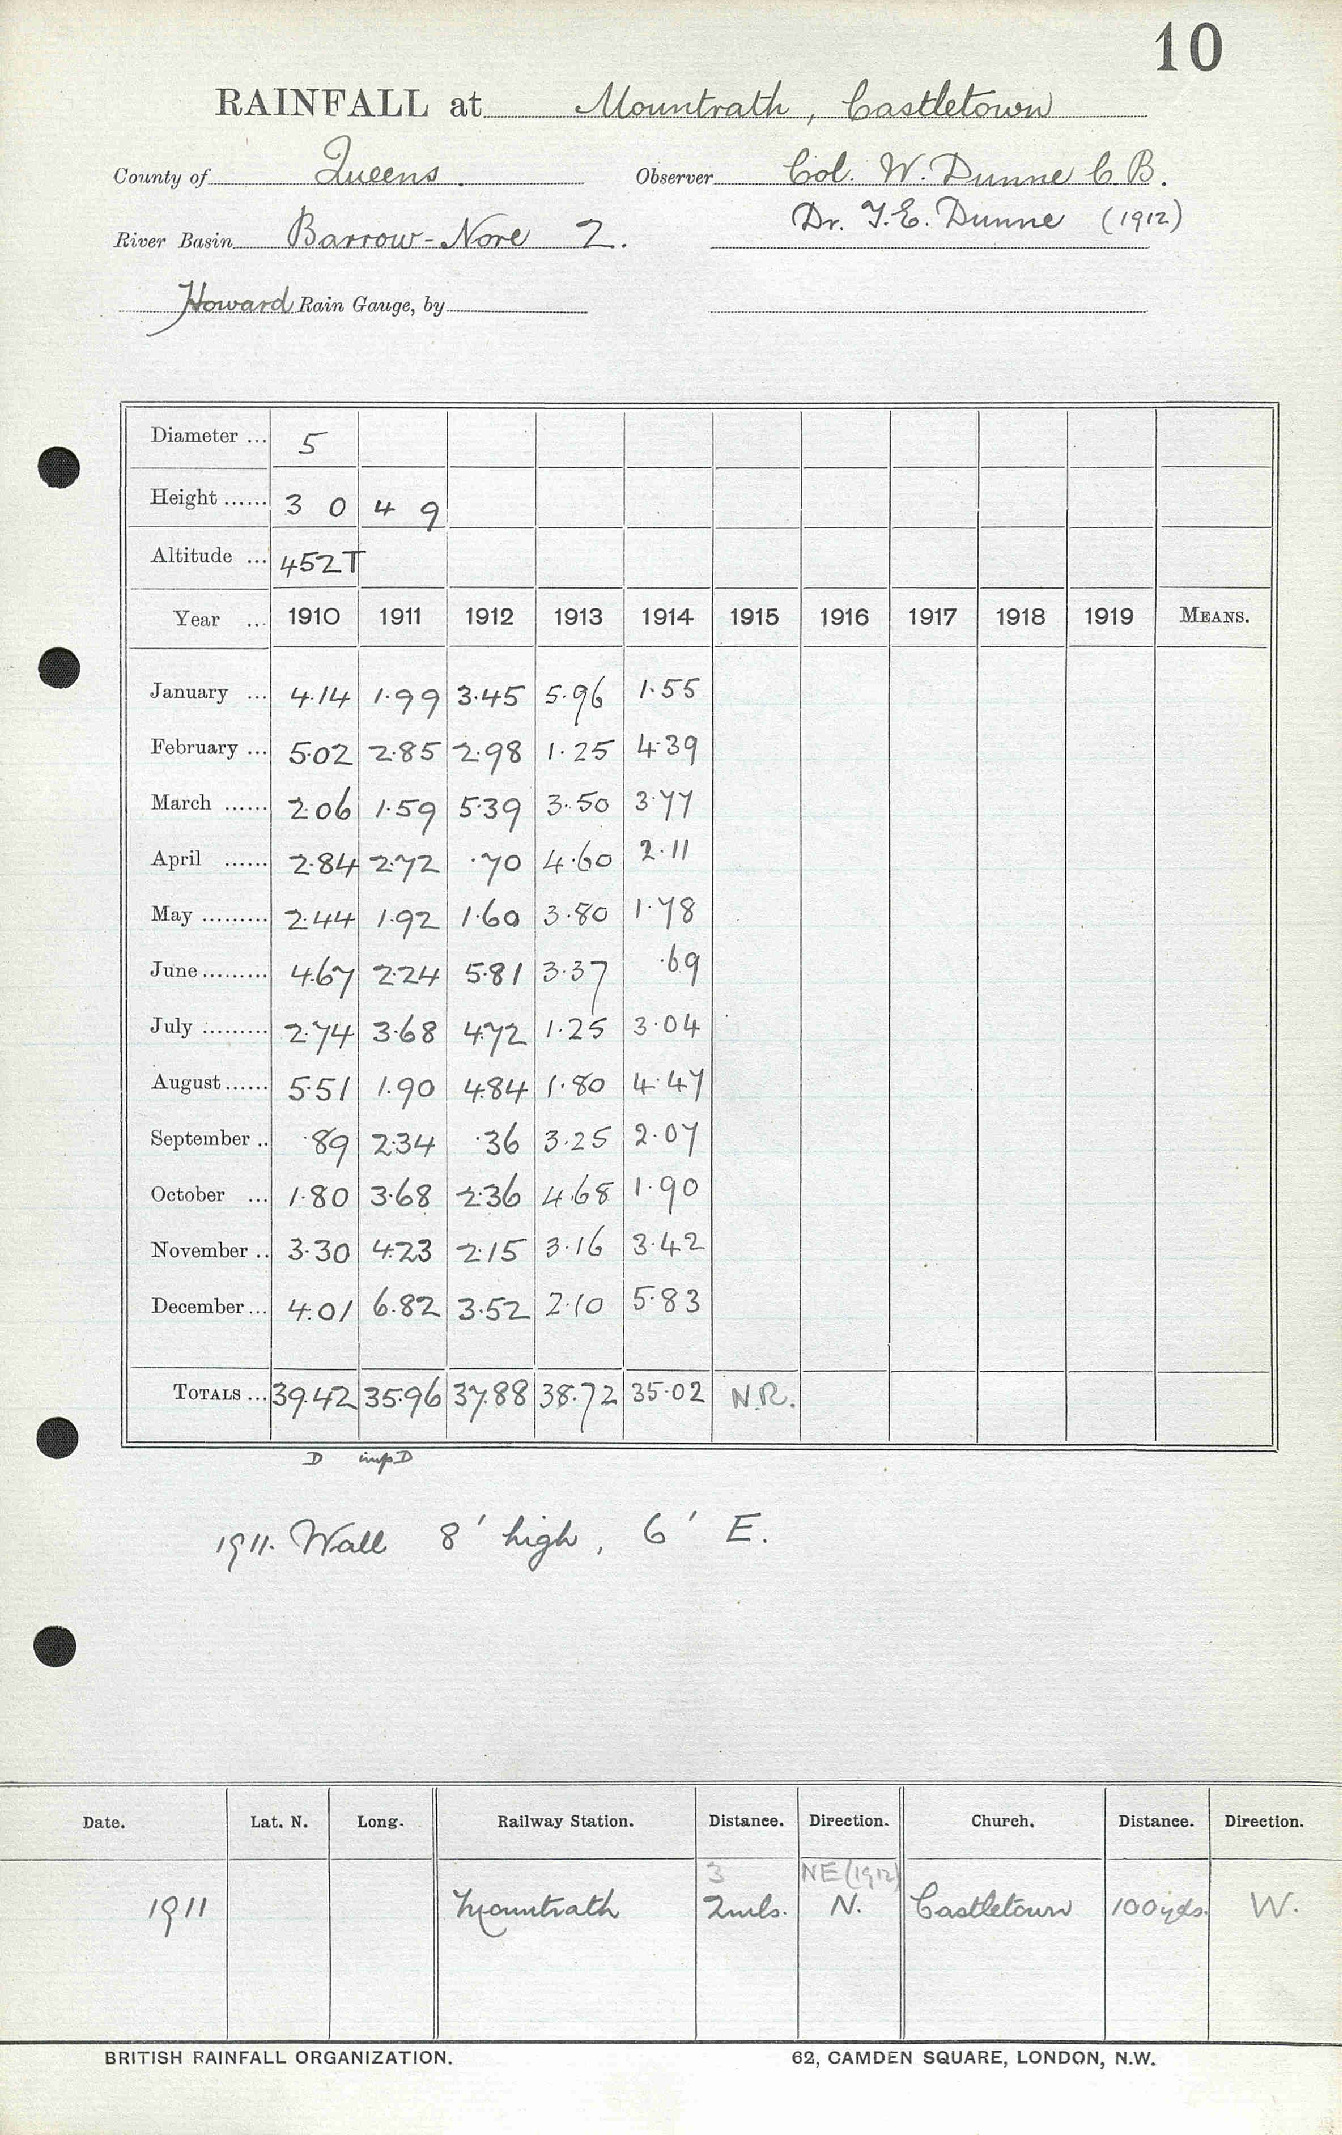 10
RAINFALL at Mountrath, Castletown
County of Queens. Observer Col. W. Dunne C.B.
Dr. T.E. Dunne (1912)
River Basin Barrow-Nore 2.
Howard Rain Gauge, by
Diameter ... 5
Height ...... 3 0 4 9
Altitude ... 452T
Year ... 1910 1911 1912 1913 1914 1915 1916 1917 1918 1919 MEANS.
January ... 4.14 1.99 3.45 5.96 1.55
February ... 5.02 2.85 2.98 1.25 4.39
March ...... 2.06 1.59 5.39 3.50 3.77
April ...... 2.84 2.72 .70 4.60 2.11
May ......... 2.44 1.92 1.60 3.80 1.78
June ......... 4.67 2.24 5.81 3.37 .69
July ......... 2.74 3.68 4.72 1.25 3.04
August ...... 5.51 1.90 4.84 1.80 4.47
September .. .89 2.34 .36 3.25 2.07
October ... 1.80 3.68 2.36 4.68 1.90
November .. 3.30 4.23 2.15 3.16 3.42
December ... 4.01 6.82 3.52 2.10 5.83
TOTALS ... 39.42 35.96 37.88 38.72 35.02 N.R.
D impD
1911. Wall 8' high, 6' E.
Date. Lat. N. Long. Railway Station. Distance. Direction. Church. Distance. Direction.
3 NE (1912)
1911 Mountrath 2mls. N. Castletown 100yds. W.
BRITISH RAINFALL ORGANIZATION. 62, CAMDEN SQUARE, LONDON, N.W.